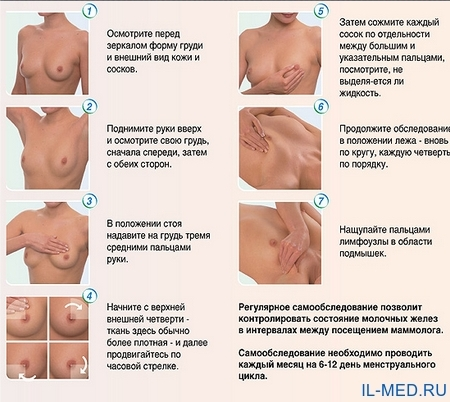 1
Осмотрите перед
зеркалом форму груди
и внешний вид кожи и
сосков.
2
Поднимите руки вверх
и осмотрите свою грудь,
сначала спереди, затем
с обеих сторон.
3
В положении стоя
надавите на грудь тремя
средними пальцами
руки.
4
Начните с верхней
внешней четверти -
ткань здесь обычно
более плотная - и далее
продвигайтесь по
часовой стрелке.
5
Затем сожмите каждый
сосок по отдельности
между большим и
указательным пальцами,
посмотрите, не
выделя-ется ли
жидкость.
6
Продолжите обследование
в положении лежа - вновь
по кругу, каждую четверть
по порядку.
7
Нащупайте пальцами
лимфоузлы в области
подмышек.
Регулярное самообследование позволит
контролировать состояние молочных желез
в интервалах между посещением маммолога.
Самообследование необходимо проводить
каждый месяц на 6-12 день менструального
цикла.
IL-MED.RU